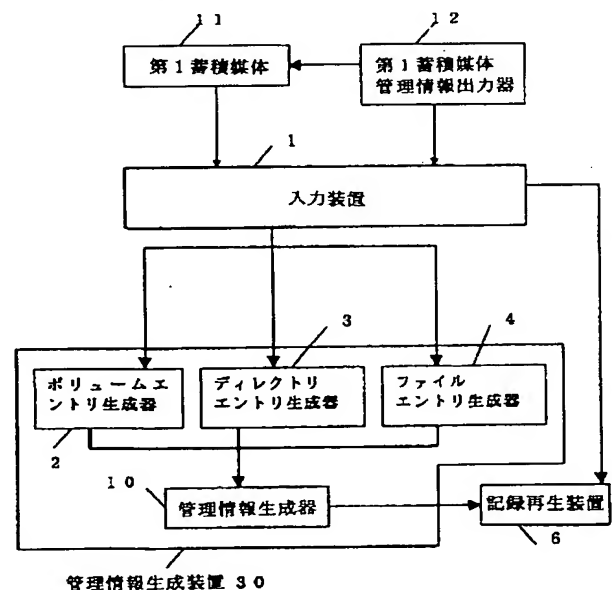 11
12
第1蓄積媒体
第1蓄積媒体
管理情報出力器
1
入力装置
3
4
ボリュームエ
ントリ生成器
ディレクトリ
エントリ生成器
ファイル
エントリ生成器
2
10
管理情報生成器
記録再生装置
6
管理情報生成装置 30